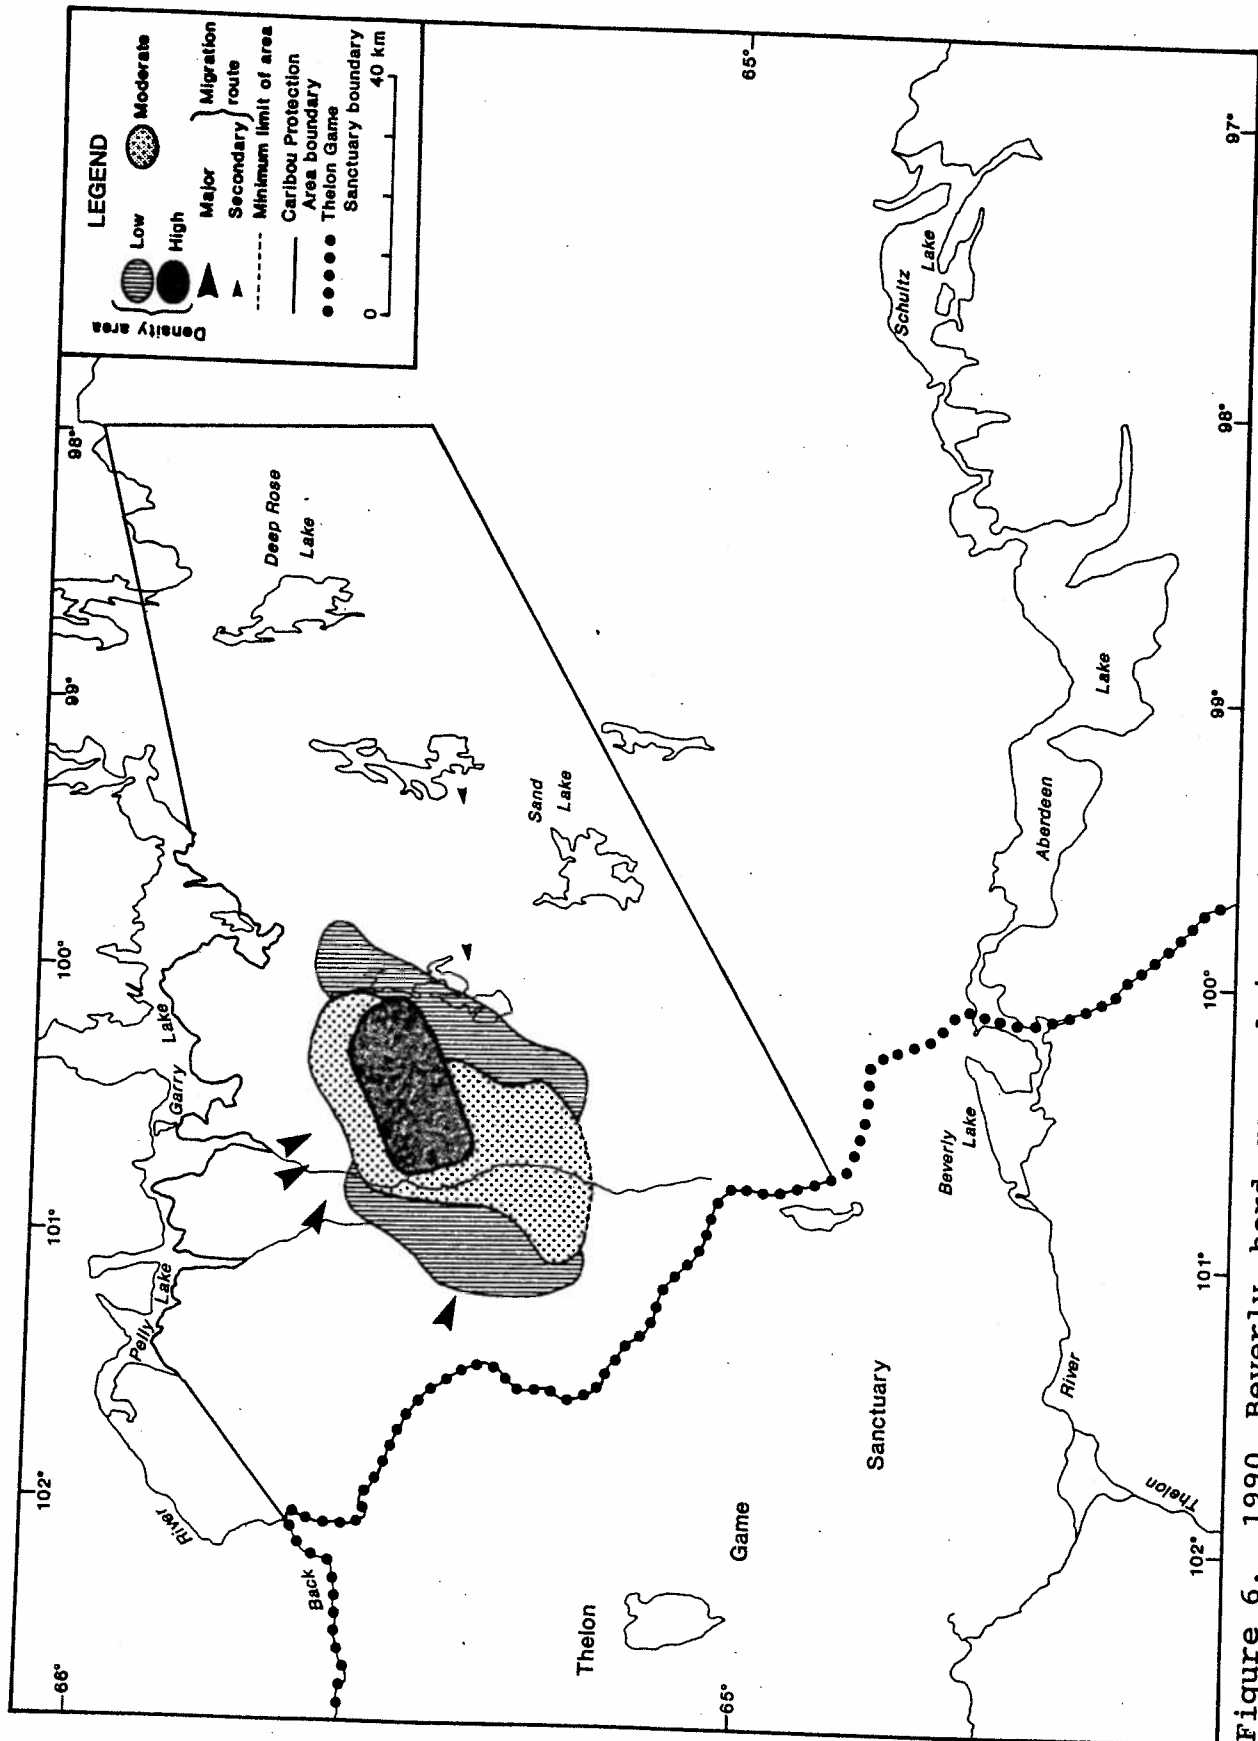 LEGEND
Density area
Low
Moderate
High
Major
Secondary
Migration
route
Minimum limit of area
Caribou Protection
Area boundary
Thelon Game
Sanctuary boundary
0
40 km
66°
102°
101°
100°
99°
98°
65°
65°
102°
101°
100°
99°
98°
97°
Back
River
Pelly
Lake
Garry
Lake
Deep Rose
Lake
Sand
Lake
Thelon
Game
Sanctuary
Beverly
Lake
Aberdeen
Lake
Schultz
Lake
River
Thelon
Figure 6. 1990 Beverly herd